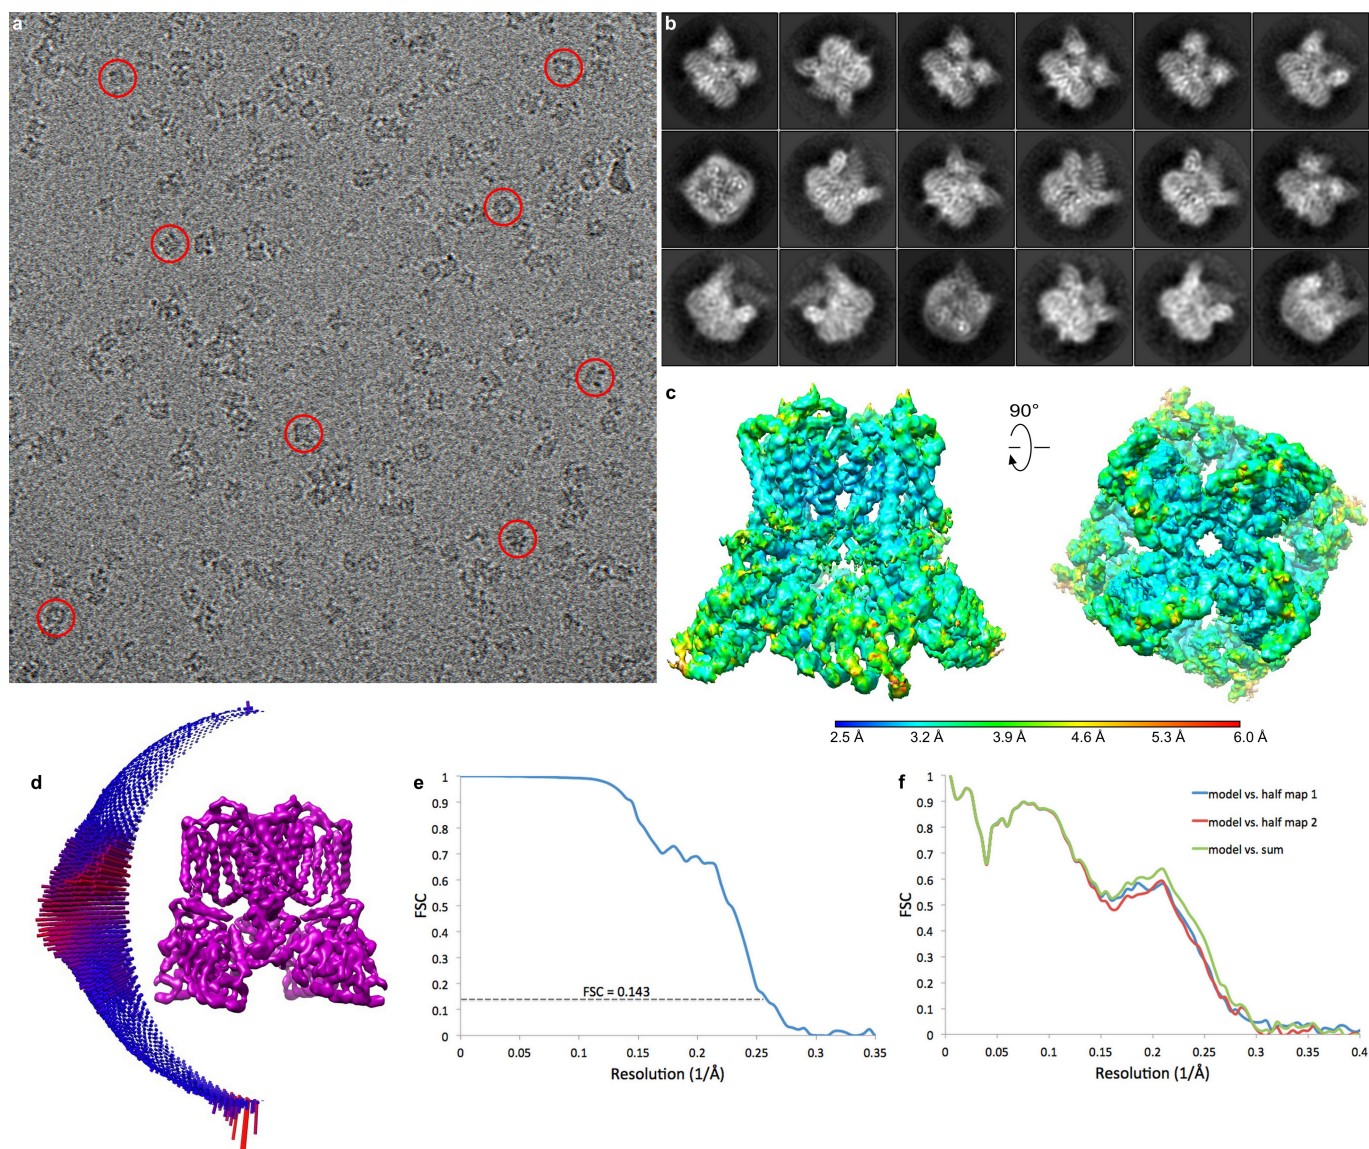 a
b
c
90°
2.5 Å 3.2 Å 3.9 Å 4.6 Å 5.3 Å 6.0 Å
d
e
1
0.9
0.8
0.7
0.6
0.5
0.4
0.3
0.2
0.1
0
FSC
FSC = 0.143
0 0.05 0.1 0.15 0.2 0.25 0.3 0.35
Resolution (1/Å)
f
1
0.9
0.8
0.7
0.6
0.5
0.4
0.3
0.2
0.1
0
FSC
model vs. half map 1
model vs. half map 2
model vs. sum
0 0.05 0.1 0.15 0.2 0.25 0.3 0.35 0.4
Resolution (1/Å)